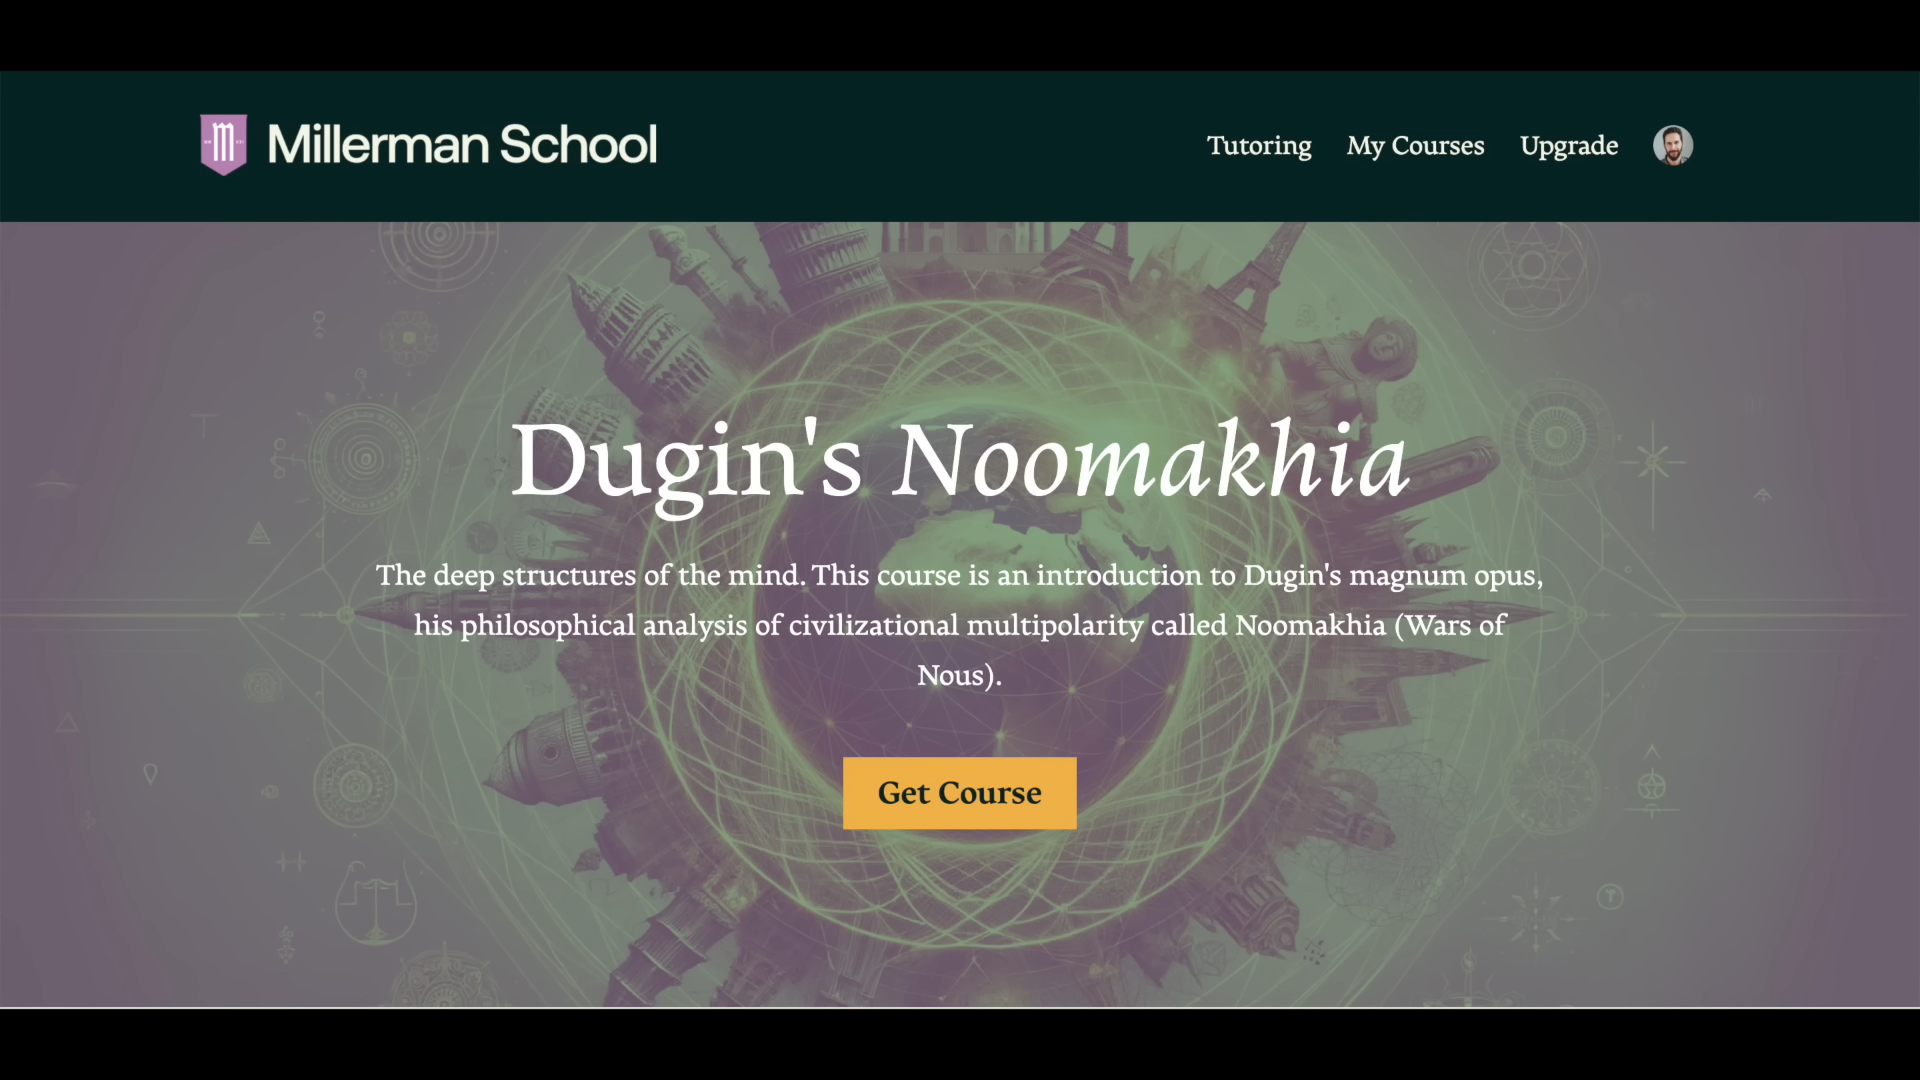 Millerman School
Tutoring My Courses Upgrade
Dugin's Noomakhia
The deep structures of the mind. This course is an introduction to Dugin's magnum opus,
his philosophical analysis of civilizational multipolarity called Noomakhia (Wars of
Nous).
Get Course